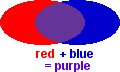 red + blue
= purple